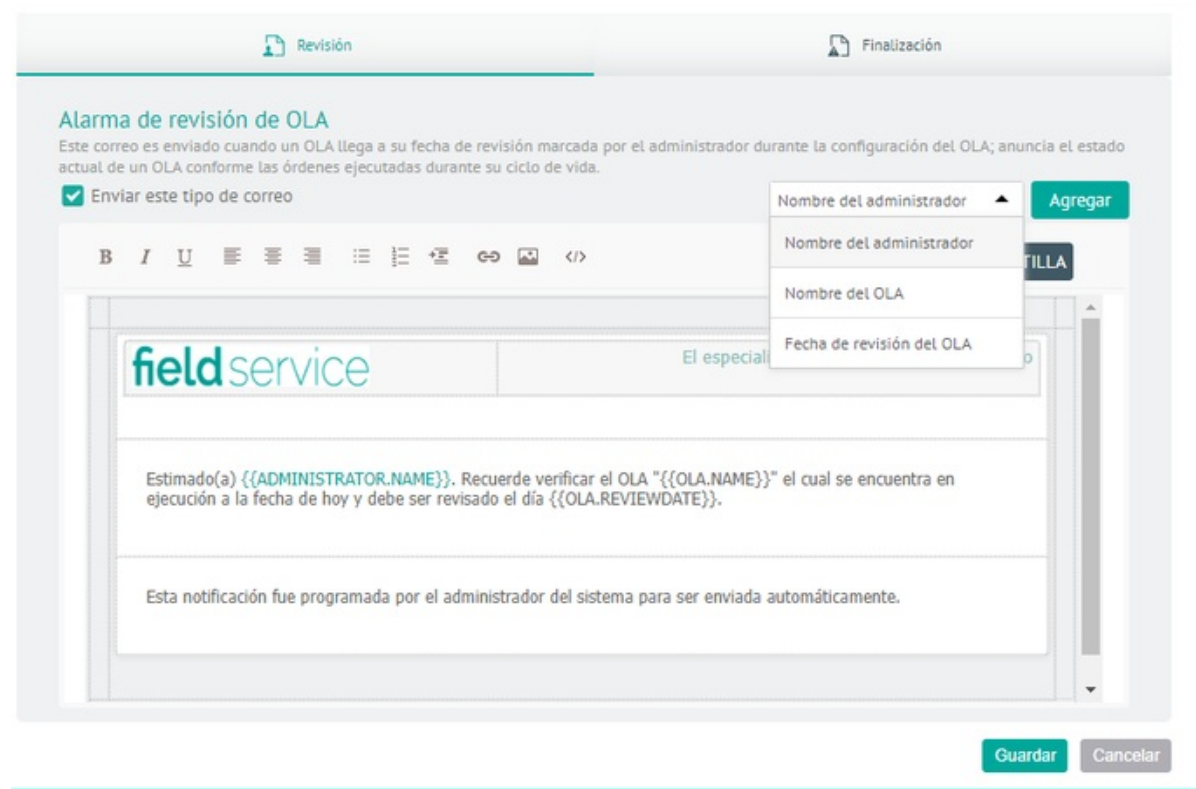 Revisión
Finalización
Alarma de revisión de OLA
Este correo es enviado cuando un OLA llega a su fecha de revisión marcada por el administrador durante la configuración del OLA; anuncia el estado
actual de un OLA conforme las órdenes ejecutadas durante su ciclo de vida.
Enviar este tipo de correo
Nombre del administrador
Agregar
B I U </>
Nombre del administrador
TILLA
Nombre del OLA
Fecha de revisión del OLA
fieldservice
El especiali
o
Estimado(a) {{ADMINISTRATOR.NAME}}. Recuerde verificar el OLA "{{OLA.NAME}}" el cual se encuentra en
ejecución a la fecha de hoy y debe ser revisado el día {{OLA.REVIEWDATE}}.
Esta notificación fue programada por el administrador del sistema para ser enviada automáticamente.
Guardar
Cancelar